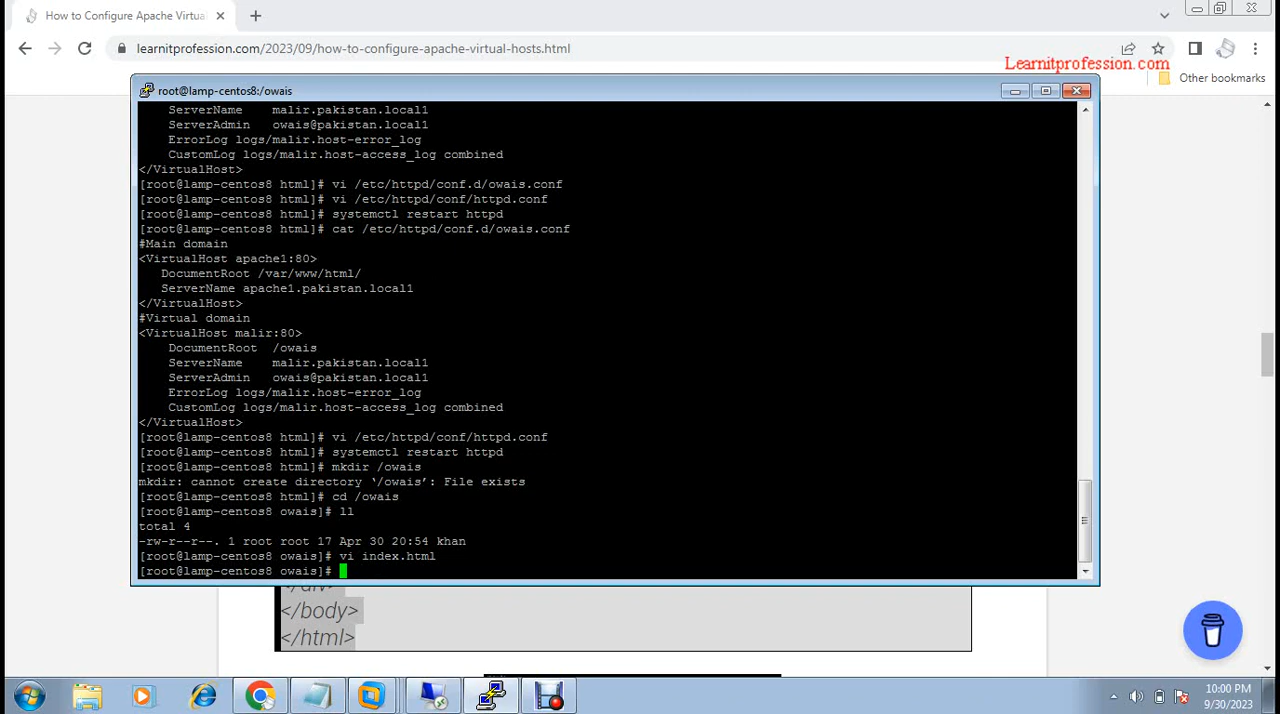 How to Configure Apache Virtua
learnitprofession.com/2023/09/how-to-configure-apache-virtual-hosts.html
Learnitprofession.com
Other bookmarks
root@lamp-centos8:/owais
ServerName malir.pakistan.local1
ServerAdmin owais@pakistan.local1
ErrorLog logs/malir.host-error_log
CustomLog logs/malir.host-access_log combined
</VirtualHost>
[root@lamp-centos8 html]# vi /etc/httpd/conf.d/owais.conf
[root@lamp-centos8 html]# vi /etc/httpd/conf/httpd.conf
[root@lamp-centos8 html]# systemctl restart httpd
[root@lamp-centos8 html]# cat /etc/httpd/conf.d/owais.conf
#Main domain
<VirtualHost apache1:80>
DocumentRoot /var/www/html/
ServerName apache1.pakistan.local1
</VirtualHost>
#Virtual domain
<VirtualHost malir:80>
DocumentRoot /owais
ServerName malir.pakistan.local1
ServerAdmin owais@pakistan.local1
ErrorLog logs/malir.host-error_log
CustomLog logs/malir.host-access_log combined
</VirtualHost>
[root@lamp-centos8 html]# vi /etc/httpd/conf/httpd.conf
[root@lamp-centos8 html]# systemctl restart httpd
[root@lamp-centos8 html]# mkdir /owais
mkdir: cannot create directory ‘/owais’: File exists
[root@lamp-centos8 html]# cd /owais
[root@lamp-centos8 owais]# ll
total 4
-rw-r--r--. 1 root root 17 Apr 30 20:54 khan
[root@lamp-centos8 owais]# vi index.html
[root@lamp-centos8 owais]#
</div>
</body>
</html>
10:00 PM
9/30/2023